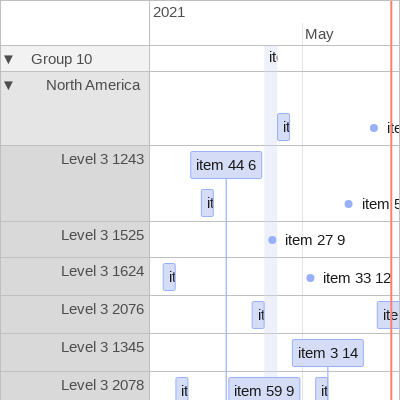 2021
May
▼ Group 10
it
▼ North America
it
ite
Level 3 1243
item 44 6
it
item 5
Level 3 1525
item 27 9
Level 3 1624
it
item 33 12
Level 3 2076
it
ite
Level 3 1345
item 3 14
Level 3 2078
it
item 59 9
it